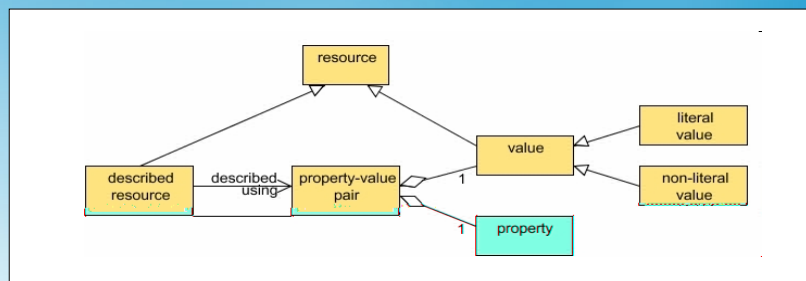 resource
literal
value
value
described
resource
described
using
property-value
pair
non-literal
value
1
1
property